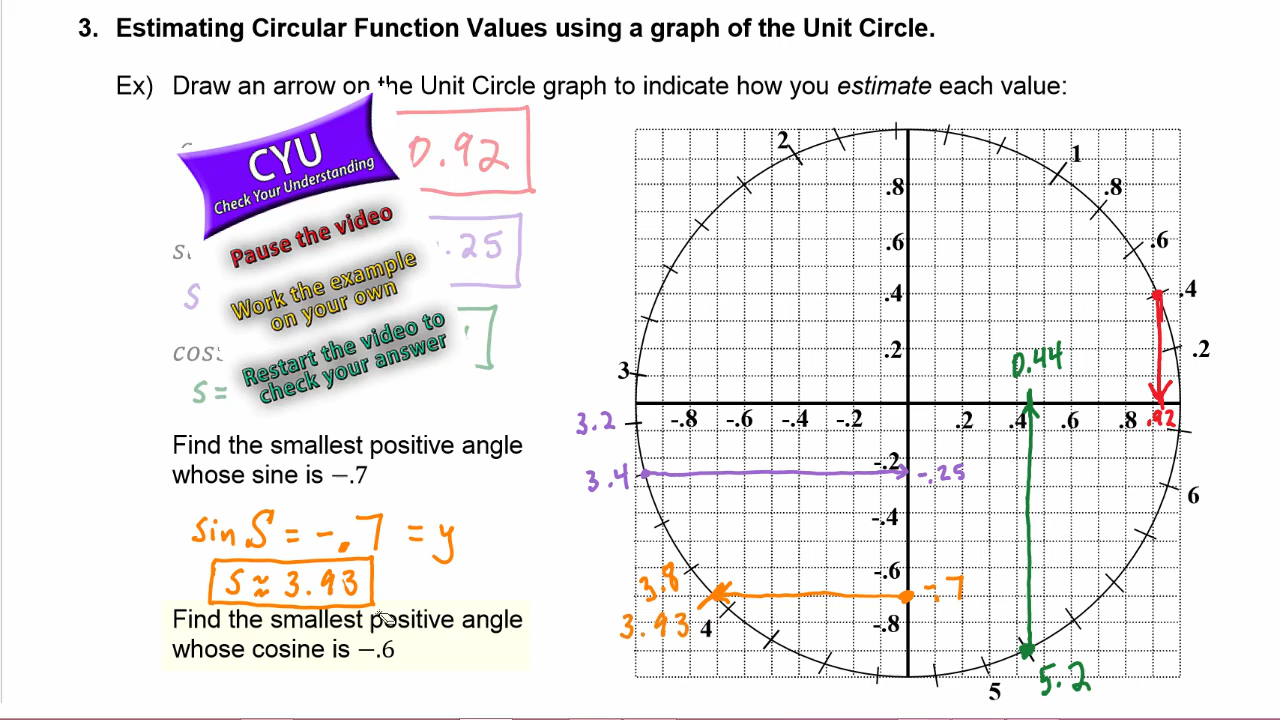 3. Estimating Circular Function Values using a graph of the Unit Circle.
Ex) Draw an arrow on the Unit Circle graph to indicate how you estimate each value:
CYU
Check Your Understanding
Pause the video
Work the example
on your own
Restart the video to
check your answer
0.92
.25
s
cos
s =
Find the smallest positive angle
whose sine is −.7
sin S = -.7 = y
S ≈ 3.93
Find the smallest positive angle
whose cosine is −.6
2
1
.8
.8
.6
.6
.4
.4
.2
.2
0.44
3
3.2
-.8 -.6 -.4 -.2 .2 .4 .6 .8 .92
3.4
-.2
-.25
6
-.4
-.6
3.8
-.7
3.93
4
-.8
5
5.2